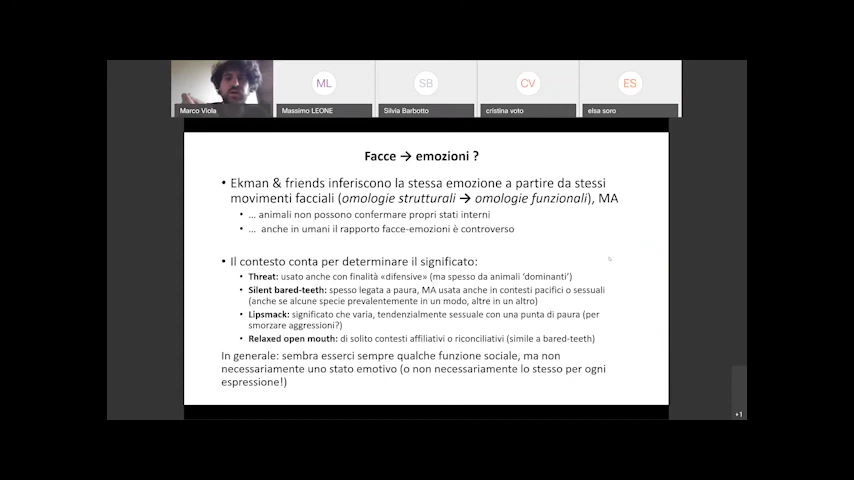 ML
SB
CV
ES
Marco Viola
Massimo LEONE
Silvia Barbotto
cristina voto
elsa soro
Facce → emozioni ?
• Ekman & friends inferiscono la stessa emozione a partire da stessi
movimenti facciali (omologie strutturali → omologie funzionali), MA
• ... animali non possono confermare propri stati interni
• ... anche in umani il rapporto facce-emozioni è controverso
• Il contesto conta per determinare il significato:
• Threat: usato anche con finalità «difensive» (ma spesso da animali ‘dominanti’)
• Silent bared-teeth: spesso legata a paura, MA usata anche in contesti pacifici o sessuali
(anche se alcune specie prevalentemente in un modo, altre in un altro)
• Lipsmack: significato che varia, tendenzialmente sessuale con una punta di paura (per
smorzare aggressioni?)
• Relaxed open mouth: di solito contesti affiliativi o riconciliativi (simile a bared-teeth)
In generale: sembra esserci sempre qualche funzione sociale, ma non
necessariamente uno stato emotivo (o non necessariamente lo stesso per ogni
espressione!)
+1